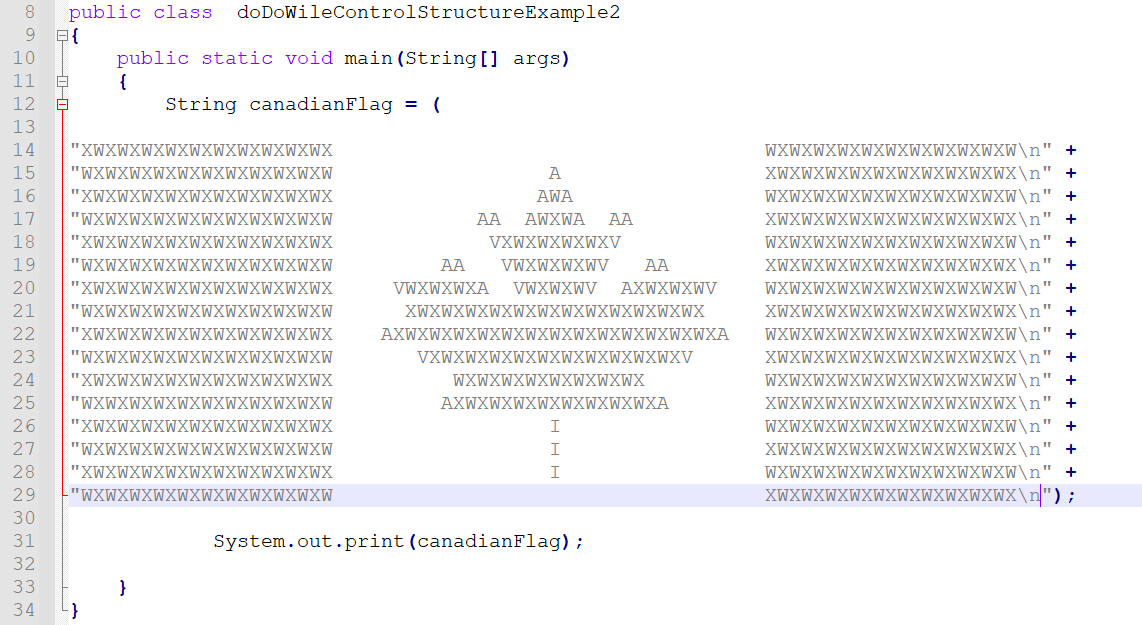 8 public class  doDoWileControlStructureExample2
9 {
10     public static void main(String[] args)
11     {
12         String canadianFlag = (
13
14 "XWXWXWXWXWXWXWXWXWXWX                                    WXWXWXWXWXWXWXWXWXWXW\n" +
15 "WXWXWXWXWXWXWXWXWXWXW                  A                 XWXWXWXWXWXWXWXWXWXWX\n" +
16 "XWXWXWXWXWXWXWXWXWXWX                 AWA                WXWXWXWXWXWXWXWXWXWXW\n" +
17 "WXWXWXWXWXWXWXWXWXWXW            AA  AWXWA  AA           XWXWXWXWXWXWXWXWXWXWX\n" +
18 "XWXWXWXWXWXWXWXWXWXWX             VXWXWXWXWXV            WXWXWXWXWXWXWXWXWXWXW\n" +
19 "WXWXWXWXWXWXWXWXWXWXW         AA   VWXWXWXWV   AA        XWXWXWXWXWXWXWXWXWXWX\n" +
20 "XWXWXWXWXWXWXWXWXWXWX     VWXWXWXA  VWXWXWV  AXWXWXWV    WXWXWXWXWXWXWXWXWXWXW\n" +
21 "WXWXWXWXWXWXWXWXWXWXW      XWXWXWXWXWXWXWXWXWXWXWXWX     XWXWXWXWXWXWXWXWXWXWX\n" +
22 "XWXWXWXWXWXWXWXWXWXWX    AXWXWXWXWXWXWXWXWXWXWXWXWXWXA   WXWXWXWXWXWXWXWXWXWXW\n" +
23 "WXWXWXWXWXWXWXWXWXWXW       VXWXWXWXWXWXWXWXWXWXWXV      XWXWXWXWXWXWXWXWXWXWX\n" +
24 "XWXWXWXWXWXWXWXWXWXWX          WXWXWXWXWXWXWXWX          WXWXWXWXWXWXWXWXWXWXW\n" +
25 "WXWXWXWXWXWXWXWXWXWXW         AXWXWXWXWXWXWXWXWXA        XWXWXWXWXWXWXWXWXWXWX\n" +
26 "XWXWXWXWXWXWXWXWXWXWX                  I                 WXWXWXWXWXWXWXWXWXWXW\n" +
27 "WXWXWXWXWXWXWXWXWXWXW                  I                 XWXWXWXWXWXWXWXWXWXWX\n" +
28 "XWXWXWXWXWXWXWXWXWXWX                  I                 WXWXWXWXWXWXWXWXWXWXW\n" +
29 "WXWXWXWXWXWXWXWXWXWXW                                    XWXWXWXWXWXWXWXWXWXWX\n");
30
31             System.out.print(canadianFlag);
32
33     }
34 }